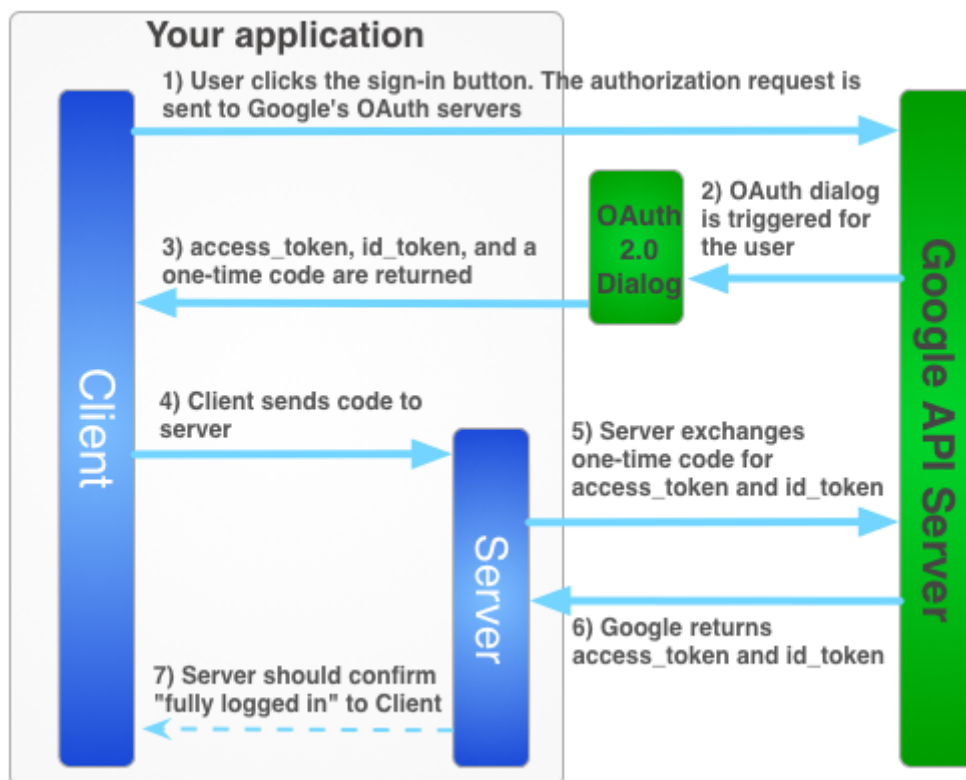 Your application
1) User clicks the sign-in button. The authorization request is
sent to Google's OAuth servers
OAuth
2.0
Dialog
2) OAuth dialog
is triggered for
the user
3) access_token, id_token, and a
one-time code are returned
Client
Google API Server
4) Client sends code to
server
5) Server exchanges
one-time code for
access_token and id_token
Server
6) Google returns
access_token and id_token
7) Server should confirm
"fully logged in" to Client